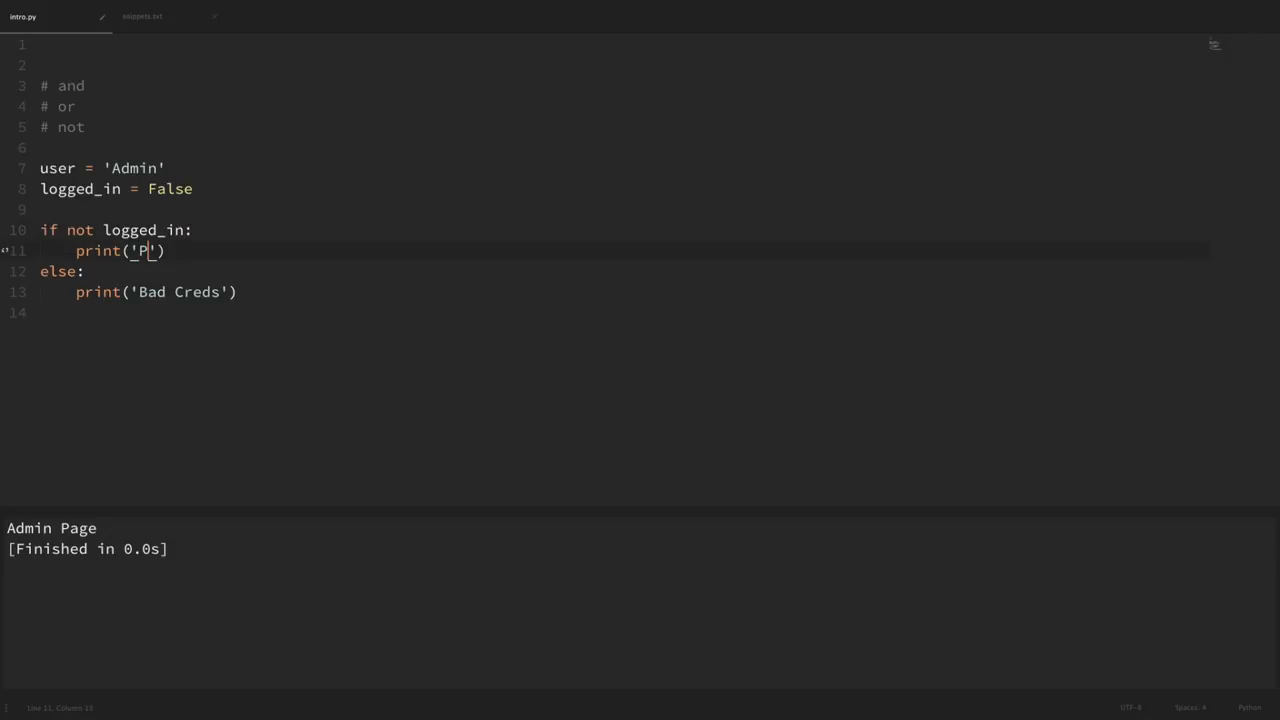 intro.py
snippets.txt
1
2
3 # and
4 # or
5 # not
6
7 user = 'Admin'
8 logged_in = False
9
10 if not logged_in:
11 print('P')
12 else:
13 print('Bad Creds')
14
Admin Page
[Finished in 0.0s]
Line 11, Column 13
UTF-8
Spaces: 4
Python